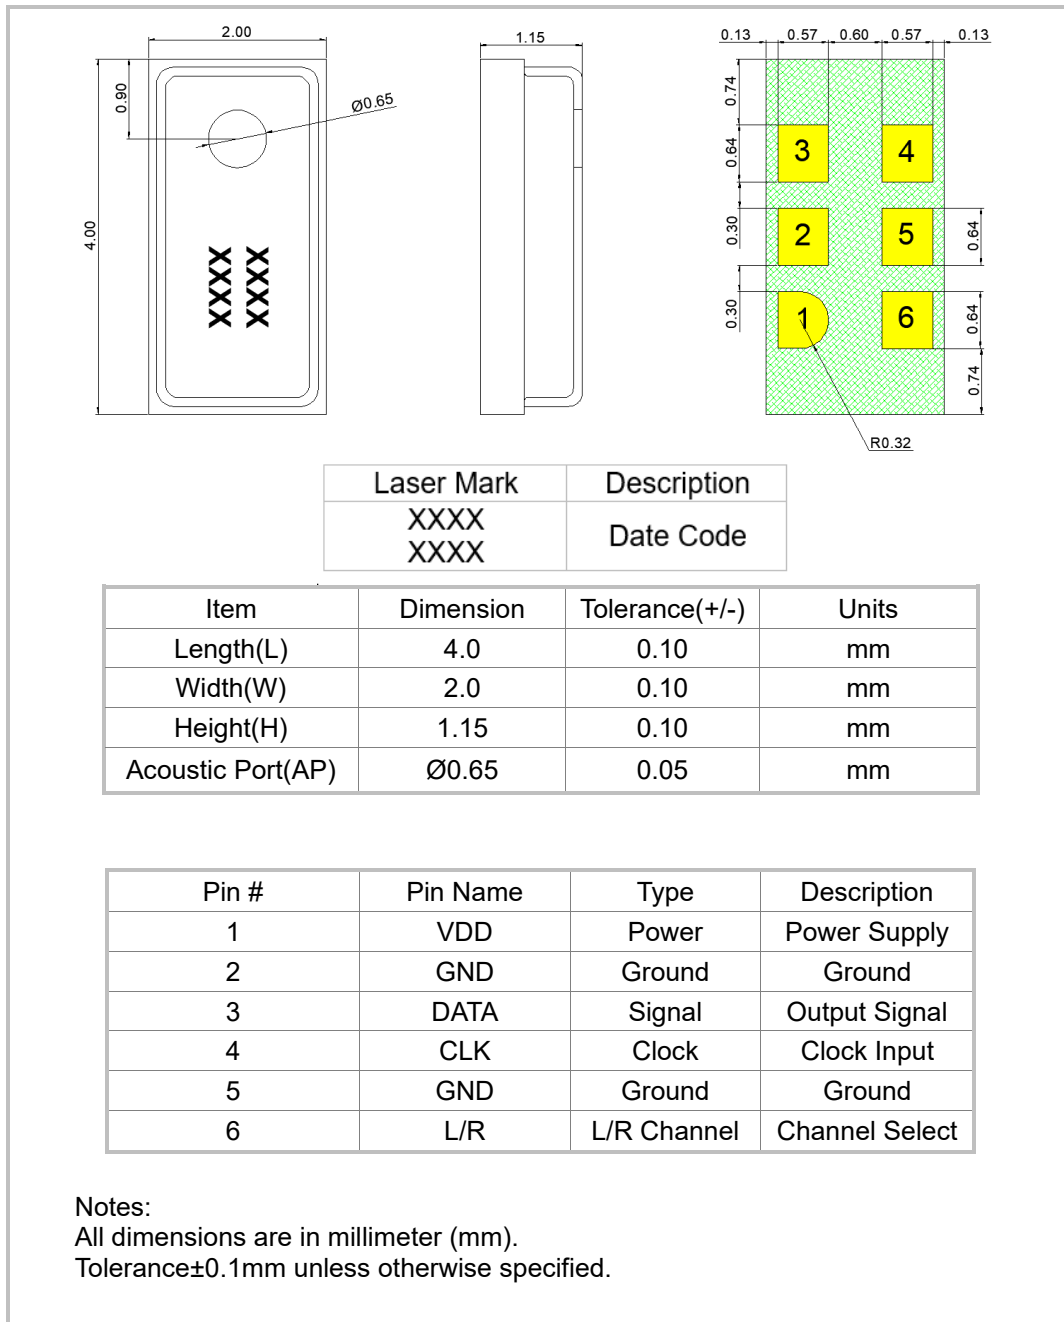 2.00
1.15
0.13 0.57 0.60 0.57 0.13
0.90
Ø0.65
4.00
XXXX
XXXX
0.74
0.64
0.30
0.30
3 4
2 5
1 6
0.64
0.64
0.74
R0.32
Laser Mark Description
XXXX
XXXX
Date Code
Item Dimension Tolerance(+/-) Units
Length(L) 4.0 0.10 mm
Width(W) 2.0 0.10 mm
Height(H) 1.15 0.10 mm
Acoustic Port(AP) Ø0.65 0.05 mm
Pin # Pin Name Type Description
1 VDD Power Power Supply
2 GND Ground Ground
3 DATA Signal Output Signal
4 CLK Clock Clock Input
5 GND Ground Ground
6 L/R L/R Channel Channel Select
Notes:
All dimensions are in millimeter (mm).
Tolerance±0.1mm unless otherwise specified.